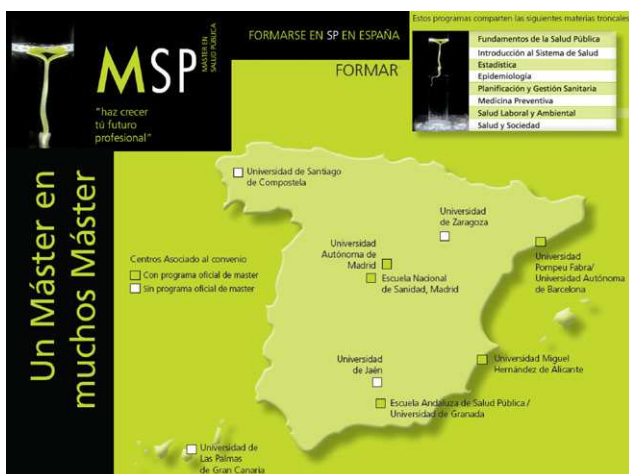 MSP
MÁSTER EN
SALUD PÚBLICA
"haz crecer
tú futuro
profesional"
FORMARSE EN SP EN ESPAÑA
FORMAR
Estos programas comparten las siguientes materias troncales
Fundamentos de la Salud Pública
Introducción al Sistema de Salud
Estadística
Epidemiología
Planificación y Gestión Sanitaria
Medicina Preventiva
Salud Laboral y Ambiental
Salud y Sociedad
Un Máster en
muchos Máster
Universidad de Santiago
de Compostela
Universidad
de Zaragoza
Universidad
Autónoma de
Madrid
Escuela Nacional
de Sanidad, Madrid
Universidad
Pompeu Fabra/
Universidad Autónoma
de Barcelona
Centros Asociado al convenio
Con programa oficial de master
Sin programa oficial de master
Universidad
de Jaén
Universidad Miguel
Hernández de Alicante
Escuela Andaluza de Salud Pública /
Universidad de Granada
Universidad de
Las Palmas
de Gran Canaria